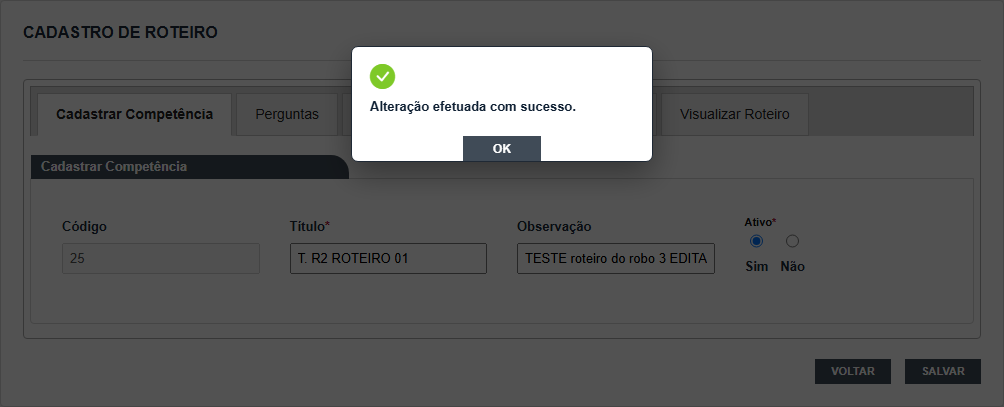 CADASTRO DE ROTEIRO
Alteração efetuada com sucesso.
OK
Cadastrar Competência
Perguntas
Visualizar Roteiro
Cadastrar Competência
Código
Título*
Observação
Ativo*
25
T. R2 ROTEIRO 01
TESTE roteiro do robo 3 EDITA
Sim
Não
VOLTAR
SALVAR